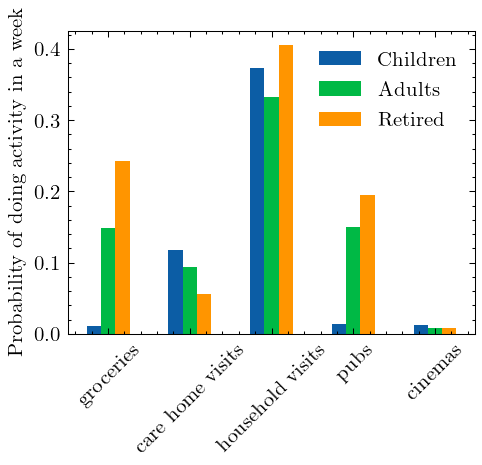 Probability of doing activity in a week
0.4
0.3
0.2
0.1
0.0
Children
Adults
Retired
groceries
care home visits
household visits
pubs
cinemas